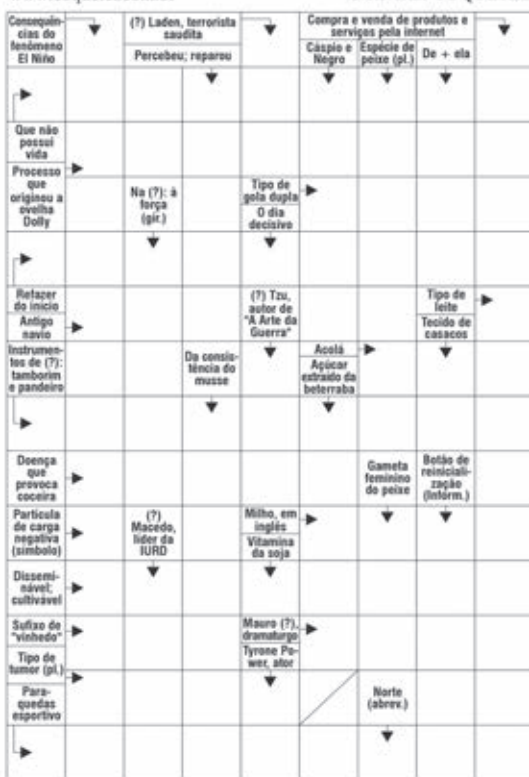 Consequên-
cias do
fenômeno
El Niño
(?) Laden, terrorista
saudita
Percebeu; reparou
Compra e venda de produtos e
serviços pela internet
Cáspio e
Negro
Espécie de
peixe (pl.)
De + ela
Que não
possui
vida
Processo
que
originou a
ovelha
Dolly
Na (?): à
força
(gír.)
Tipo de
gola dupla
O dia
decisivo
Refazer
do início
Antigo
navio
(?) Tzu,
autor de
"A Arte da
Guerra"
Tipo de
leite
Tecido de
casacos
Instrumen-
tos de (?):
tamborim
e pandeiro
Da consis-
tência do
musse
Acolá
Açúcar
extraído da
beterraba
Doença
que
provoca
coceira
Gameta
feminino
do peixe
Botão de
reiniciali-
zação
(Inform.)
Partícula
de carga
negativa
(símbolo)
(?)
Macedo,
líder da
IURD
Milho, em
inglês
Vitamina
da soja
Dissemi-
nável;
cultivável
Sufixo de
"vinhedo"
Tipo de
tumor (pl.)
Mauro (?),
dramaturgo
Tyrone Po-
wer, ator
Para-
quedas
esportivo
Norte
(abrev.)